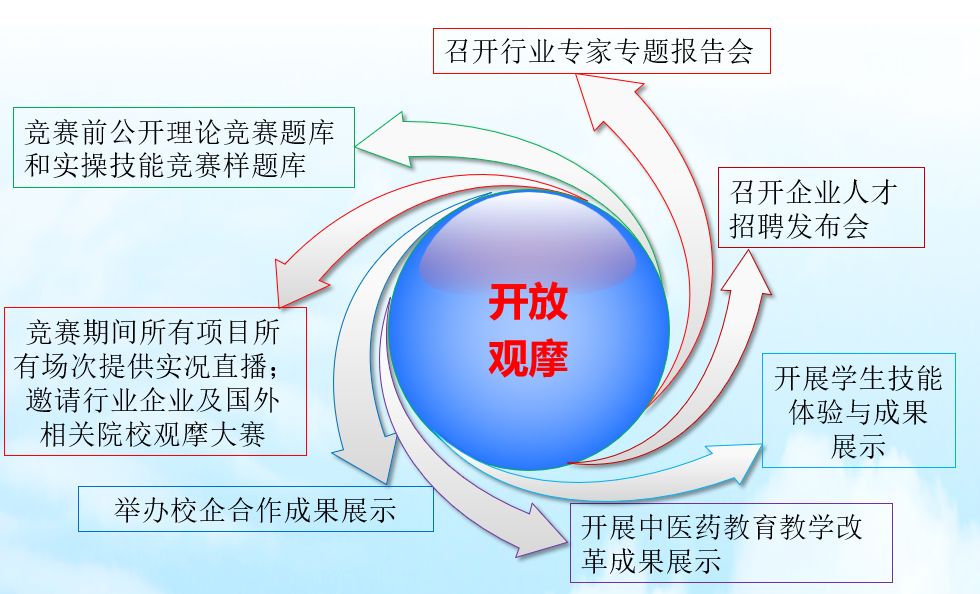 召开行业专家专题报告会
竞赛前公开理论竞赛题库
和实操技能竞赛样题库
召开企业人才
招聘发布会
开放
观摩
竞赛期间所有项目所
有场次提供实况直播；
邀请行业企业及国外
相关院校观摩大赛
开展学生技能
体验与成果
展示
举办校企合作成果展示
开展中医药教育教学改
革成果展示